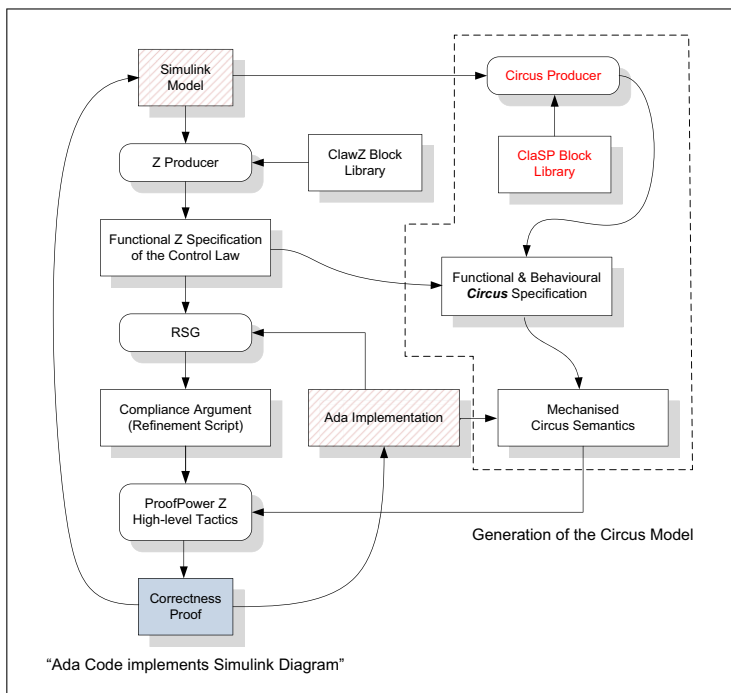 Simulink
Model
Circus Producer
Z Producer
ClawZ Block
Library
ClaSP Block
Library
Functional Z Specification
of the Control Law
Functional & Behavioural
Circus Specification
RSG
Compliance Argument
(Refinement Script)
Ada Implementation
Mechanised
Circus Semantics
ProofPower Z
High-level Tactics
Generation of the Circus Model
Correctness
Proof
“Ada Code implements Simulink Diagram”